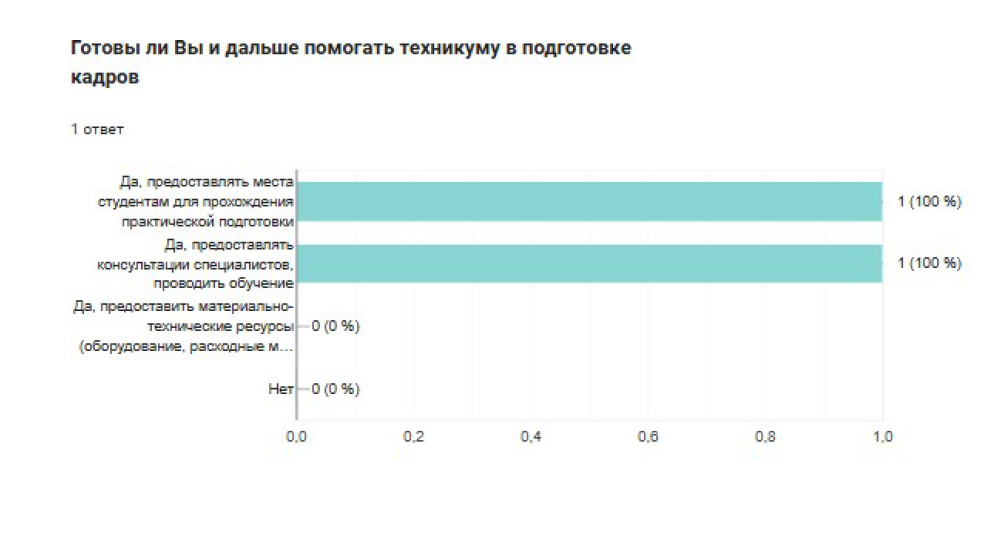 Готовы ли Вы и дальше помогать техникуму в подготовке
кадров
1 ответ
Да, предоставлять места
студентам для прохождения
практической подготовки
1 (100 %)
Да, предоставлять
консультации специалистов,
проводить обучение
1 (100 %)
Да, предоставить материально-
технические ресурсы
(оборудование, расходные м...
0 (0 %)
Нет
0 (0 %)
0,0
0,2
0,4
0,6
0,8
1,0